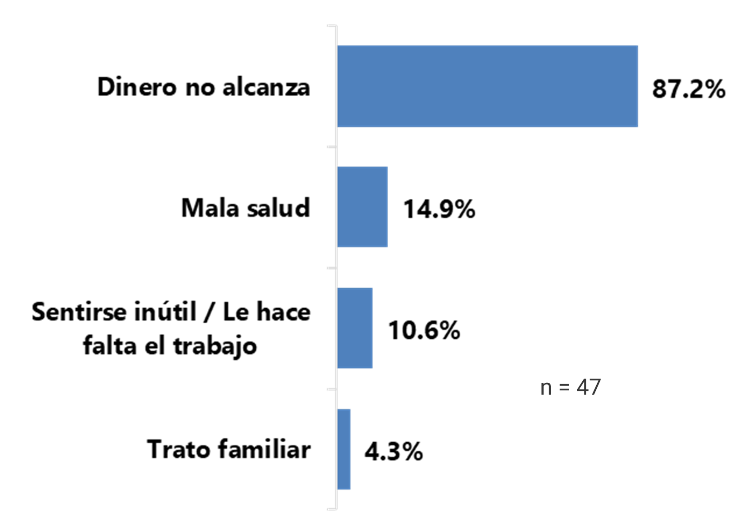 Dinero no alcanza
87.2%
Mala salud
14.9%
Sentirse inútil / Le hace
falta el trabajo
10.6%
n = 47
Trato familiar
4.3%